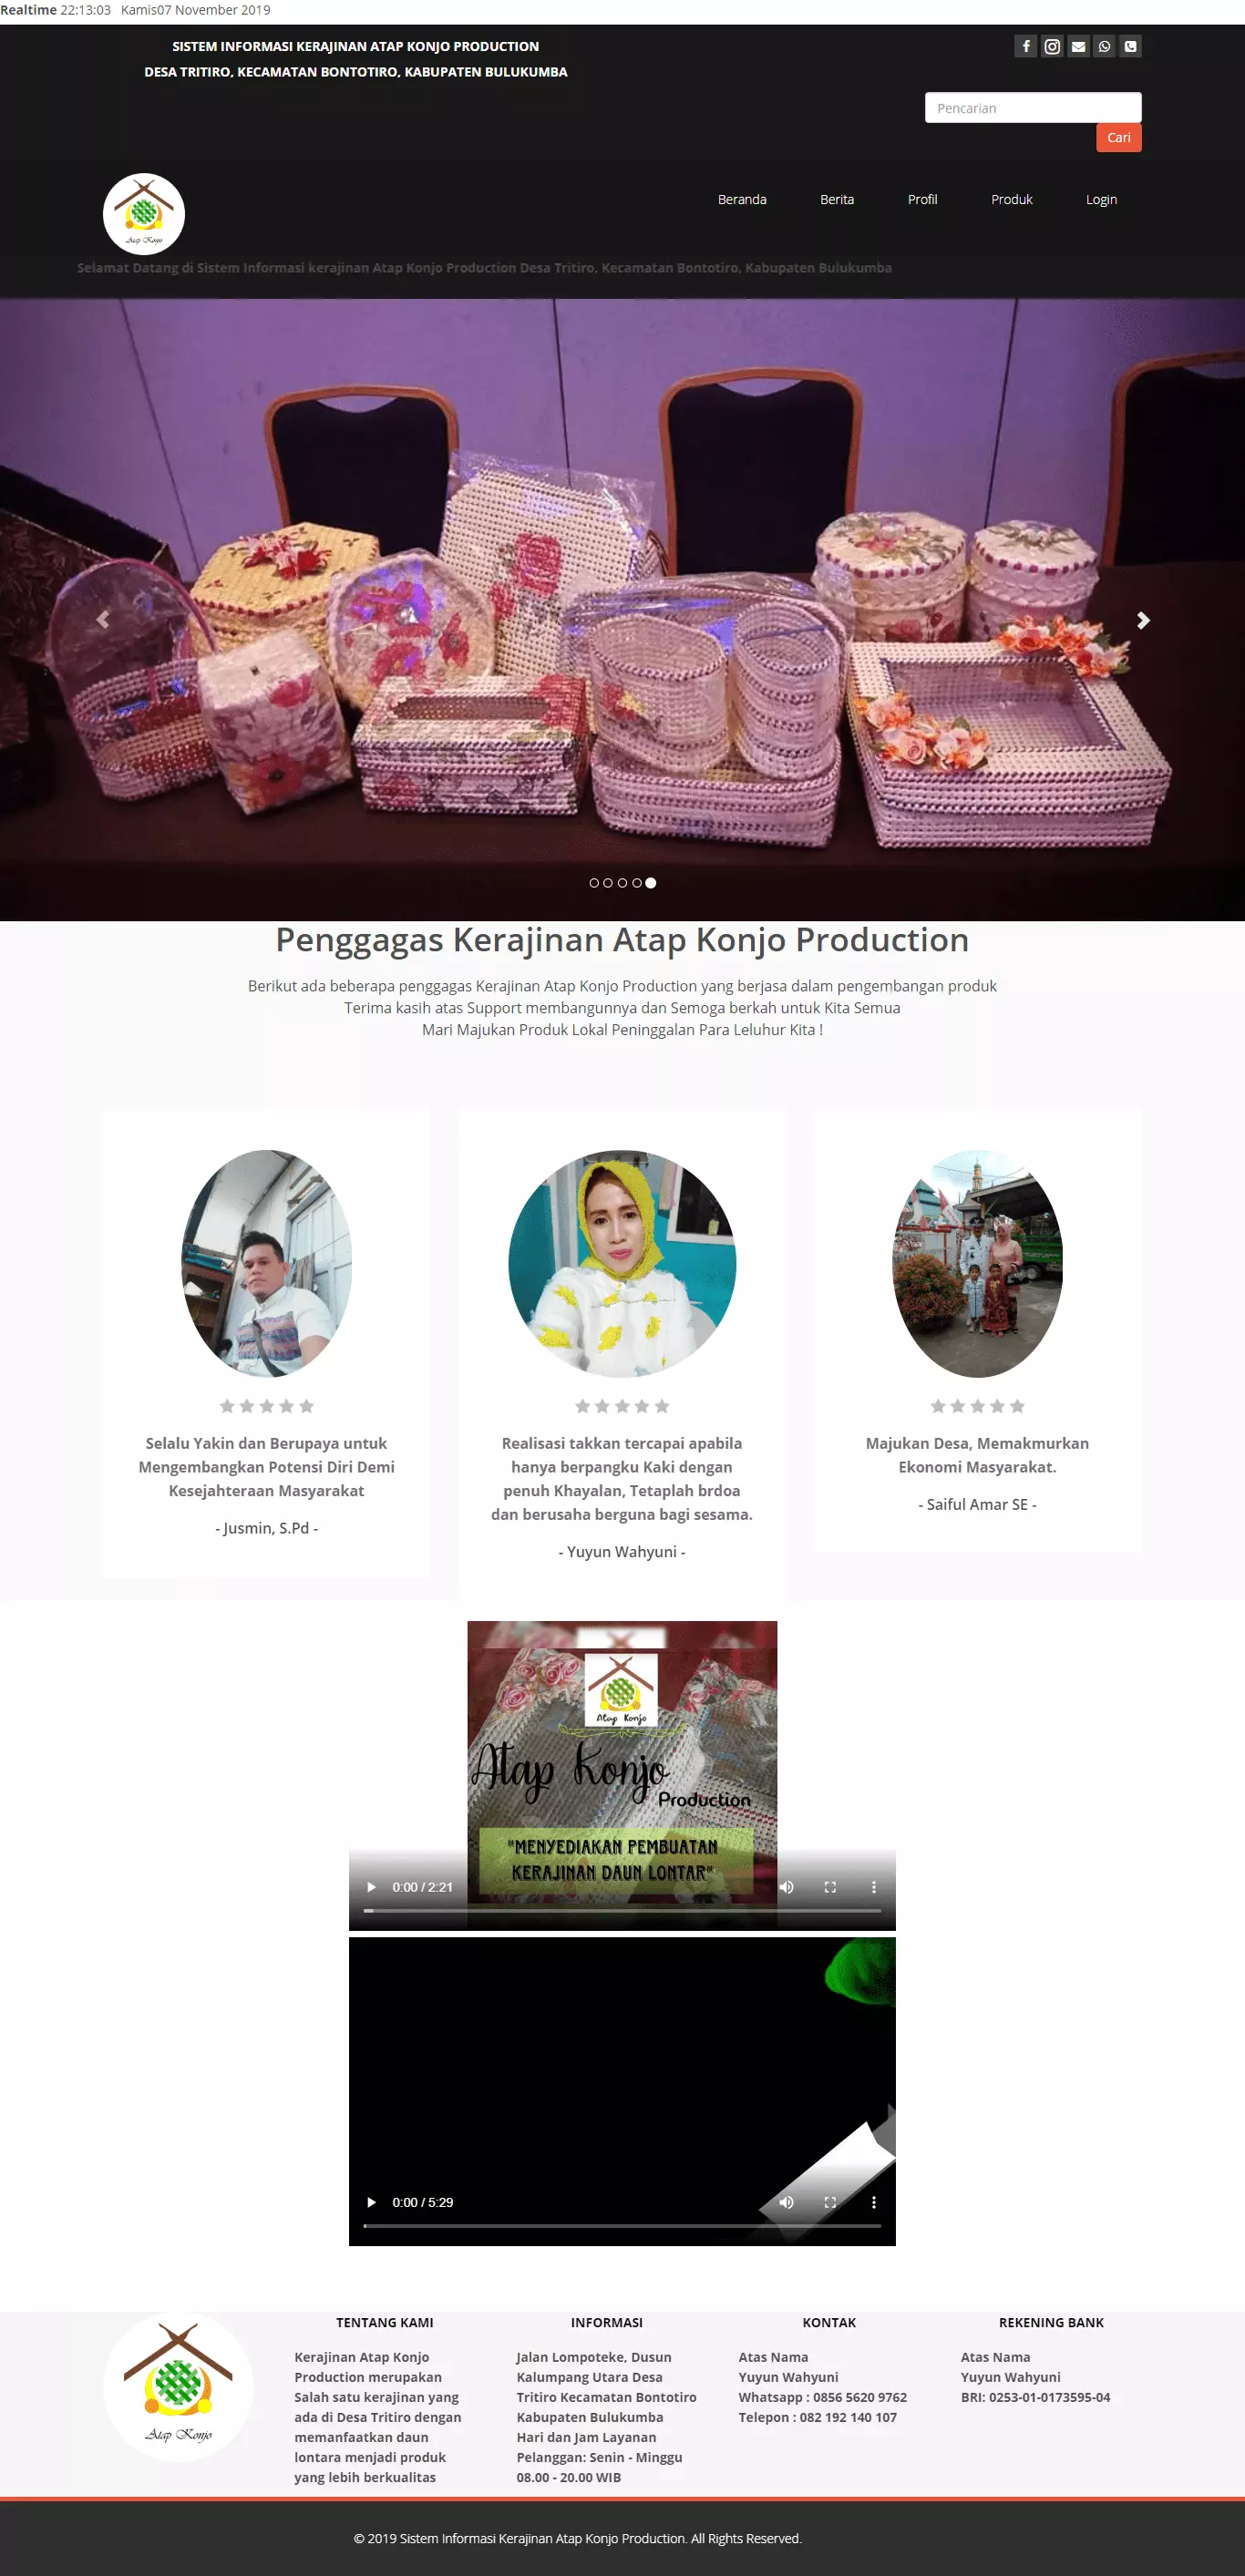 Realtime 22:13:03 Kamis07 November 2019
SISTEM INFORMASI KERAJINAN ATAP KONJO PRODUCTION
DESA TRITIRO, KECAMATAN BONTOTIRO, KABUPATEN BULUKUMBA
Pencarian
Cari
Atap Konjo
Beranda Berita Profil Produk Login
Selamat Datang di Sistem Informasi kerajinan Atap Konjo Production Desa Tritiro, Kecamatan Bontotiro, Kabupaten Bulukumba
Penggagas Kerajinan Atap Konjo Production
Berikut ada beberapa penggagas Kerajinan Atap Konjo Production yang berjasa dalam pengembangan produk
Terima kasih atas Support membangunnya dan Semoga berkah untuk Kita Semua
Mari Majukan Produk Lokal Peninggalan Para Leluhur Kita !
Selalu Yakin dan Berupaya untuk
Mengembangkan Potensi Diri Demi
Kesejahteraan Masyarakat
- Jusmin, S.Pd -
Realisasi takkan tercapai apabila
hanya berpangku Kaki dengan
penuh Khayalan, Tetaplah brdoa
dan berusaha berguna bagi sesama.
- Yuyun Wahyuni -
Majukan Desa, Memakmurkan
Ekonomi Masyarakat.
- Saiful Amar SE -
Atap Konjo
Atap Konjo
Production
"MENYEDIAKAN PEMBUATAN
KERAJINAN DAUN LONTAR"
0:00 / 2:21
0:00 / 5:29
Atap Konjo
TENTANG KAMI
Kerajinan Atap Konjo
Production merupakan
Salah satu kerajinan yang
ada di Desa Tritiro dengan
memanfaatkan daun
lontara menjadi produk
yang lebih berkualitas
INFORMASI
Jalan Lompoteke, Dusun
Kalumpang Utara Desa
Tritiro Kecamatan Bontotiro
Kabupaten Bulukumba
Hari dan Jam Layanan
Pelanggan: Senin - Minggu
08.00 - 20.00 WIB
KONTAK
Atas Nama
Yuyun Wahyuni
Whatsapp : 0856 5620 9762
Telepon : 082 192 140 107
REKENING BANK
Atas Nama
Yuyun Wahyuni
BRI: 0253-01-0173595-04
© 2019 Sistem Informasi Kerajinan Atap Konjo Production. All Rights Reserved.